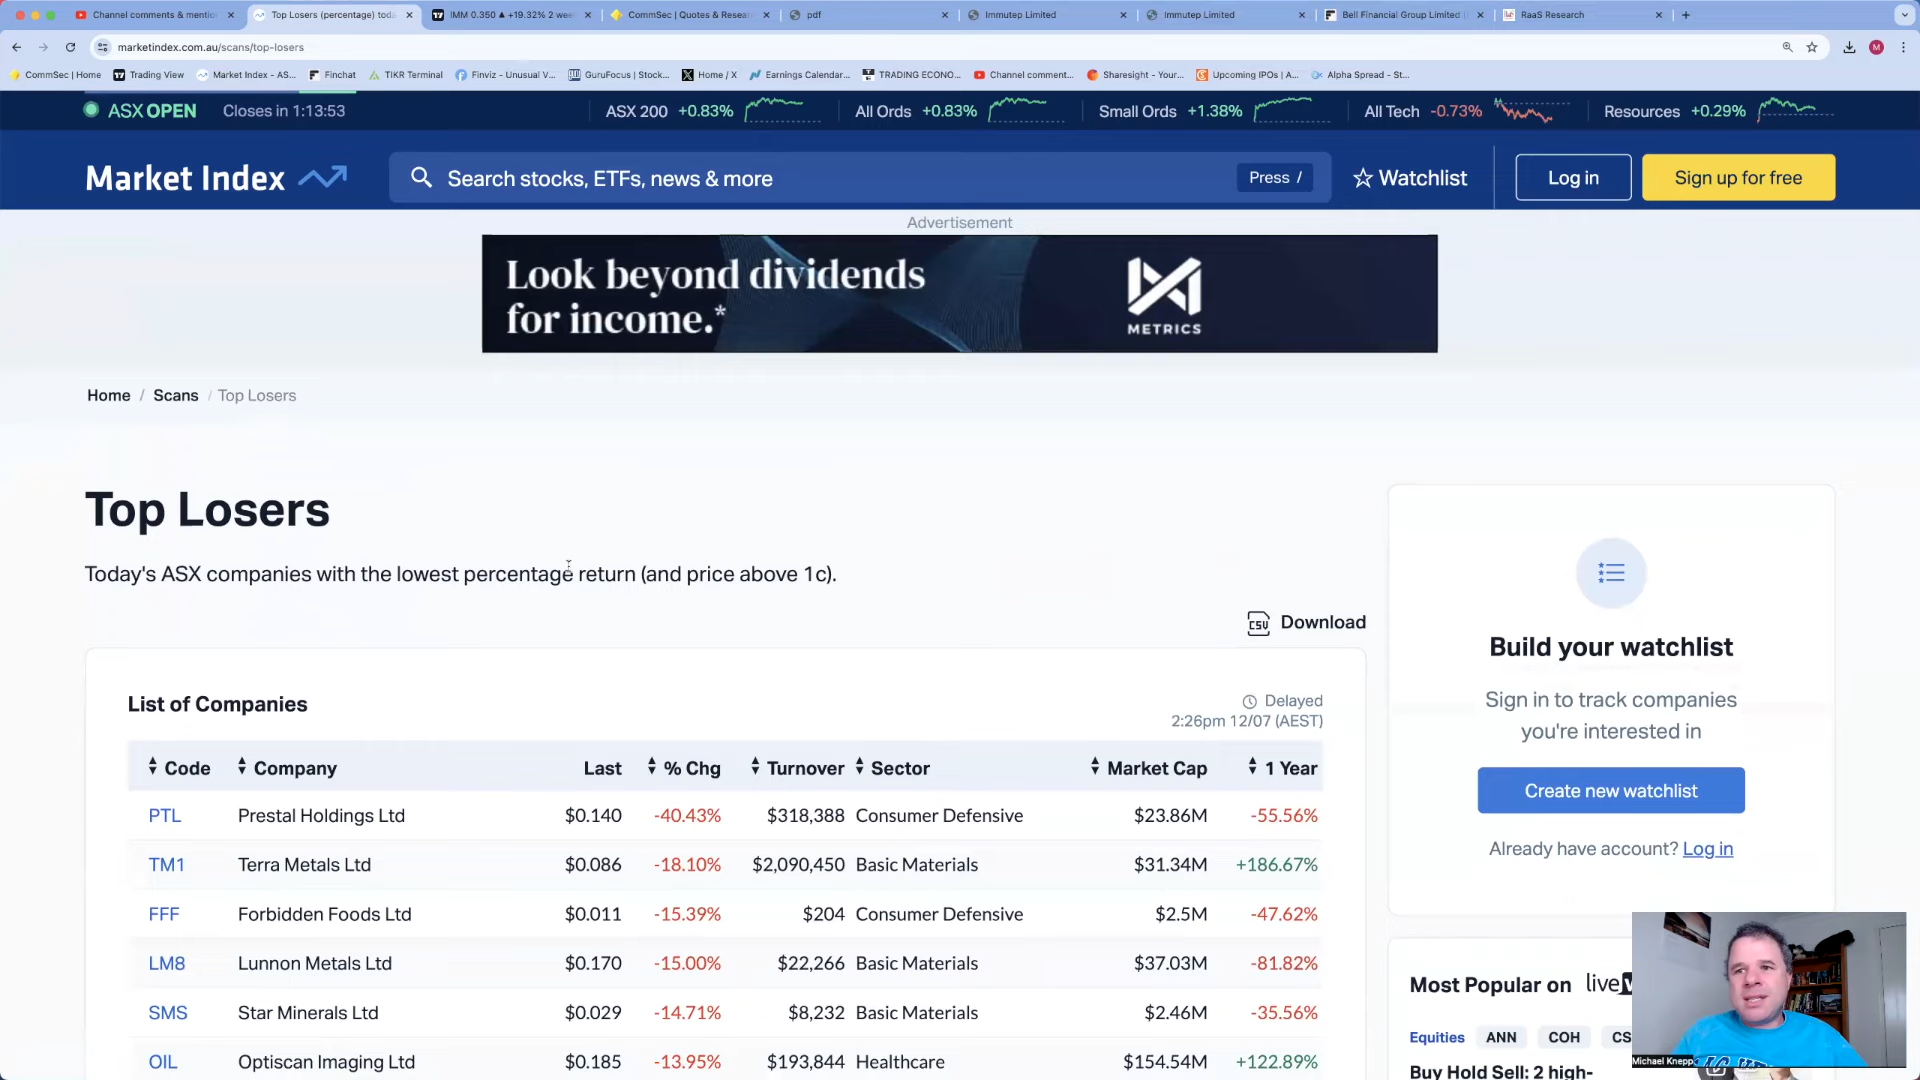 Channel comments & mentio
Top Losers (percentage) toda
IMM 0.350 ▲ +19.32% 2 wee
CommSec | Quotes & Resear
pdf
Immutep Limited
Immutep Limited
Bell Financial Group Limited
RaaS Research
marketindex.com.au/scans/top-losers
CommSec | Home
Trading View
Market Index - AS...
Finchat
TIKR Terminal
Finviz - Unusual V...
GuruFocus | Stock...
Home / X
Earnings Calendar...
TRADING ECONO...
Channel comment...
Sharesight - Your...
Upcoming IPOs | A...
Alpha Spread - St...
ASX OPEN Closes in 1:13:53
ASX 200 +0.83%
All Ords +0.83%
Small Ords +1.38%
All Tech -0.73%
Resources +0.29%
Market Index
Search stocks, ETFs, news & more
Press /
Watchlist
Log in
Sign up for free
Advertisement
Look beyond dividends
for income.*
METRICS
Home / Scans / Top Losers
Top Losers
Today's ASX companies with the lowest percentage return (and price above 1c).
CSV Download
List of Companies
Delayed
2:26pm 12/07 (AEST)
Code Company Last % Chg Turnover Sector Market Cap 1 Year
PTL Prestal Holdings Ltd $0.140 -40.43% $318,388 Consumer Defensive $23.86M -55.56%
TM1 Terra Metals Ltd $0.086 -18.10% $2,090,450 Basic Materials $31.34M +186.67%
FFF Forbidden Foods Ltd $0.011 -15.39% $204 Consumer Defensive $2.5M -47.62%
LM8 Lunnon Metals Ltd $0.170 -15.00% $22,266 Basic Materials $37.03M -81.82%
SMS Star Minerals Ltd $0.029 -14.71% $8,232 Basic Materials $2.46M -35.56%
OIL Optiscan Imaging Ltd $0.185 -13.95% $193,844 Healthcare $154.54M +122.89%
Build your watchlist
Sign in to track companies
you're interested in
Create new watchlist
Already have account? Log in
Most Popular on
Equities ANN COH CS
Buy Hold Sell: 2 high-
Michael Knepp